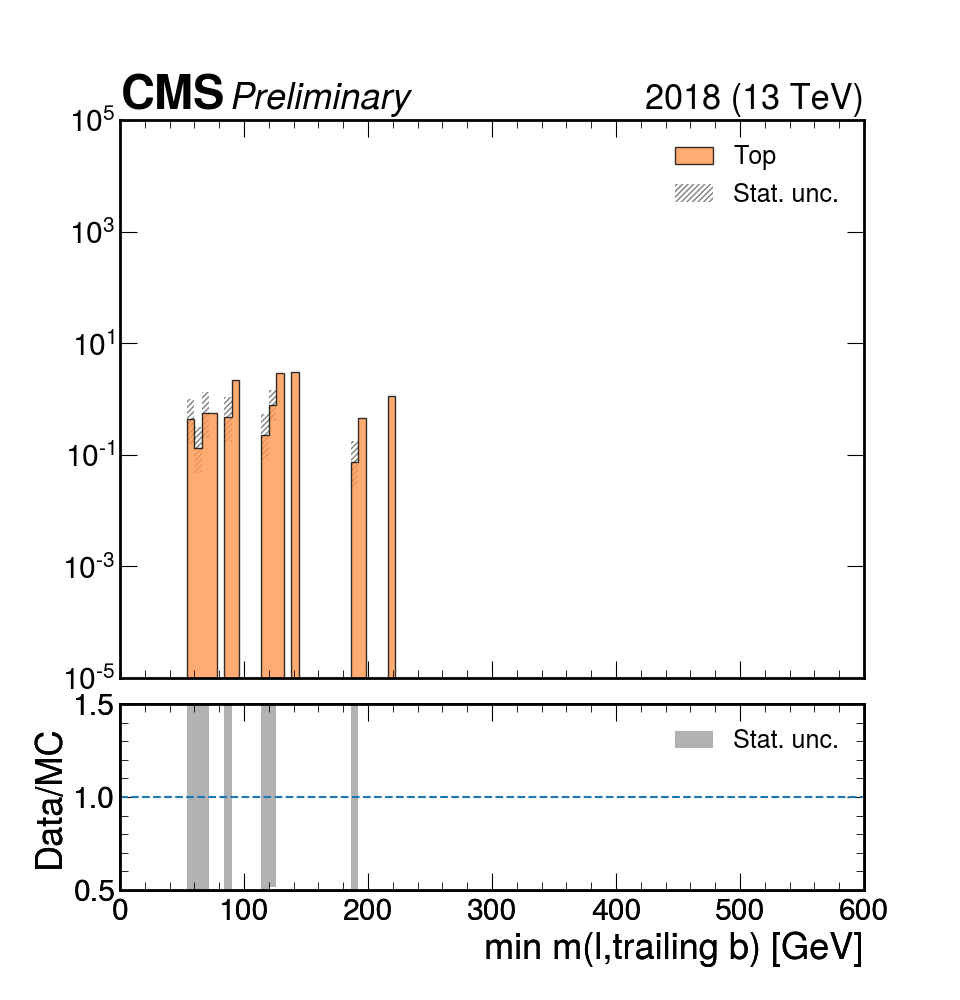 CMS Preliminary 2018 (13 TeV)
10^5
Top
Stat. unc.
10^3
10^1
10^-1
10^-3
10^-5
1.5
Stat. unc.
Data/MC
1.0
0.5
0 100 200 300 400 500 600
min m(l,trailing b) [GeV]